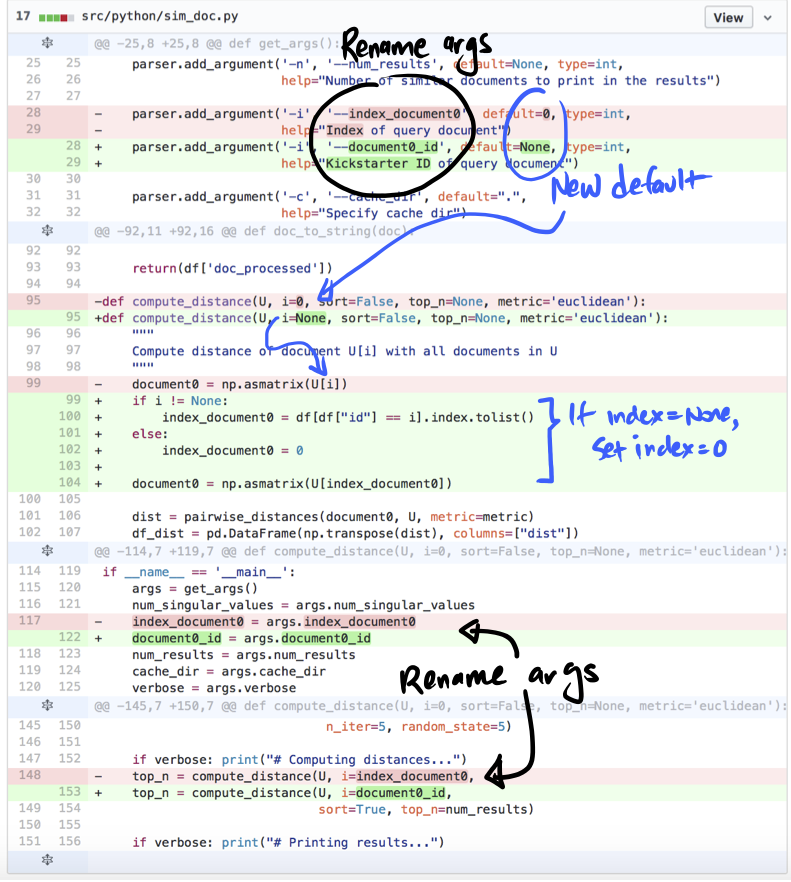 17 src/python/sim_doc.py View
@@ -25,8 +25,8 @@ def get_args():
Rename args
25 25 parser.add_argument('-n', '--num_results', default=None, type=int,
26 26 help="Number of similar documents to print in the results")
27 27
28 - parser.add_argument('-i', '--index_document0', default=0, type=int,
29 - help="Index of query document")
28 + parser.add_argument('-i', '--document0_id', default=None, type=int,
29 + help="Kickstarter ID of query document")
30 30
New default
31 31 parser.add_argument('-c', '--cache_dir', default=".",
32 32 help="Specify cache dir")
@@ -92,11 +92,16 @@ def doc_to_string(doc):
92 92
93 93 return(df['doc_processed'])
94 94
95 -def compute_distance(U, i=0, sort=False, top_n=None, metric='euclidean'):
95 +def compute_distance(U, i=None, sort=False, top_n=None, metric='euclidean'):
96 96 """
97 97 Compute distance of document U[i] with all documents in U
98 98 """
99 - document0 = np.asmatrix(U[i])
99 + if i != None:
100 + index_document0 = df[df["id"] == i].index.tolist()
101 + else:
102 + index_document0 = 0
103 +
104 + document0 = np.asmatrix(U[index_document0])
If index=None,
set index=0
100 105
101 106 dist = pairwise_distances(document0, U, metric=metric)
102 107 df_dist = pd.DataFrame(np.transpose(dist), columns=["dist"])
@@ -114,7 +119,7 @@ def compute_distance(U, i=0, sort=False, top_n=None, metric='euclidean'):
114 119 if __name__ == '__main__':
115 120 args = get_args()
116 121 num_singular_values = args.num_singular_values
117 - index_document0 = args.index_document0
122 + document0_id = args.document0_id
118 123 num_results = args.num_results
119 124 cache_dir = args.cache_dir
120 125 verbose = args.verbose
Rename args
@@ -145,7 +150,7 @@ def compute_distance(U, i=0, sort=False, top_n=None, metric='euclidean'):
145 150 n_iter=5, random_state=5)
146 151
147 152 if verbose: print("# Computing distances...")
148 - top_n = compute_distance(U, i=index_document0,
153 + top_n = compute_distance(U, i=document0_id,
149 154 sort=True, top_n=num_results)
150 155
151 156 if verbose: print("# Printing results...")